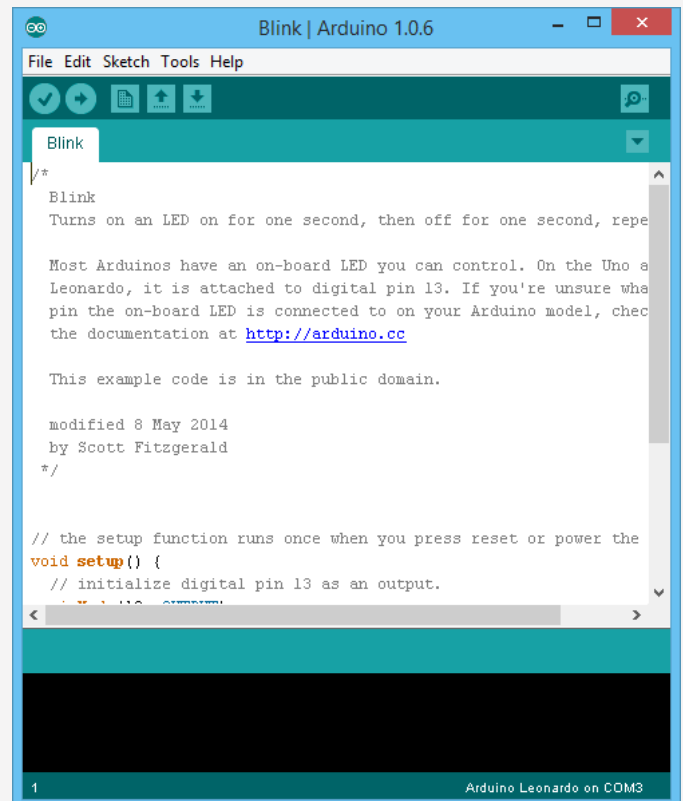 Blink | Arduino 1.0.6
File Edit Sketch Tools Help
Blink
/*
Blink
Turns on an LED on for one second, then off for one second, repe
Most Arduinos have an on-board LED you can control. On the Uno a
Leonardo, it is attached to digital pin 13. If you're unsure wha
pin the on-board LED is connected to on your Arduino model, chec
the documentation at http://arduino.cc
This example code is in the public domain.
modified 8 May 2014
by Scott Fitzgerald
*/
// the setup function runs once when you press reset or power the
void setup() {
// initialize digital pin 13 as an output.
1
Arduino Leonardo on COM3